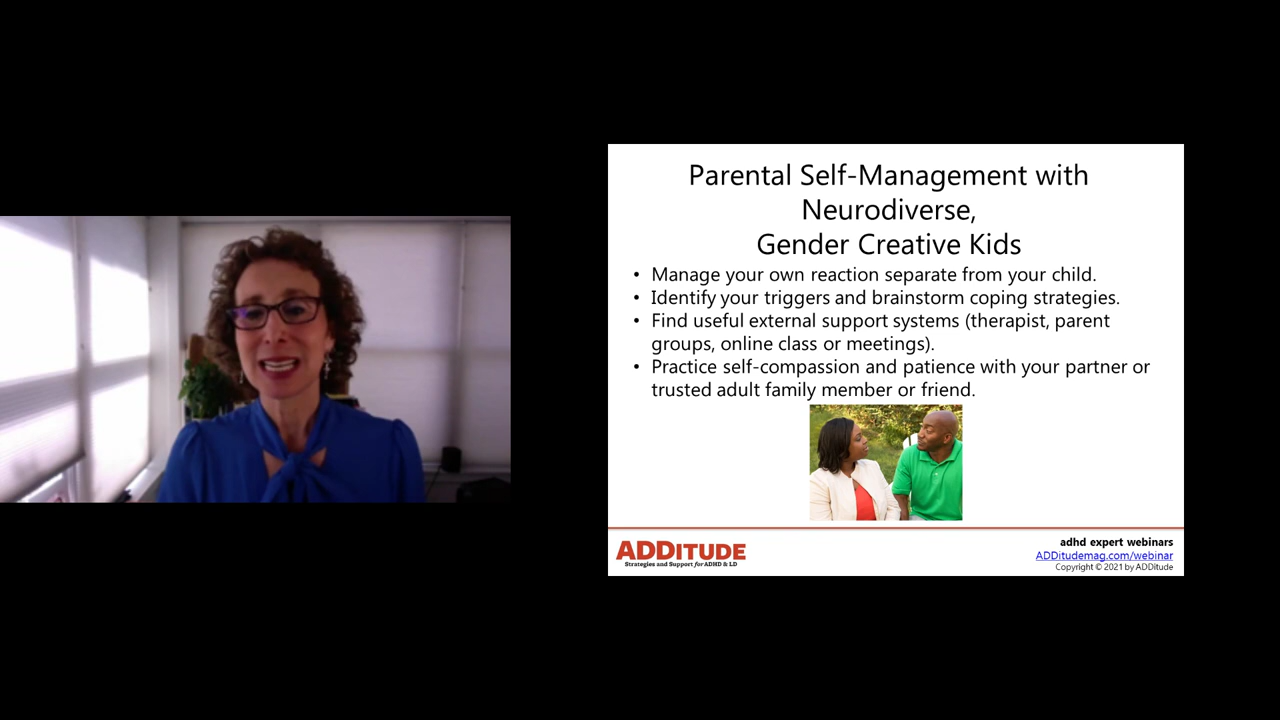 Parental Self-Management with
Neurodiverse,
Gender Creative Kids
• Manage your own reaction separate from your child.
• Identify your triggers and brainstorm coping strategies.
• Find useful external support systems (therapist, parent
groups, online class or meetings).
• Practice self-compassion and patience with your partner or
trusted adult family member or friend.
ADDITUDE
Strategies and Support for ADHD & LD
adhd expert webinars
ADDitudemag.com/webinar
Copyright © 2021 by ADDitude